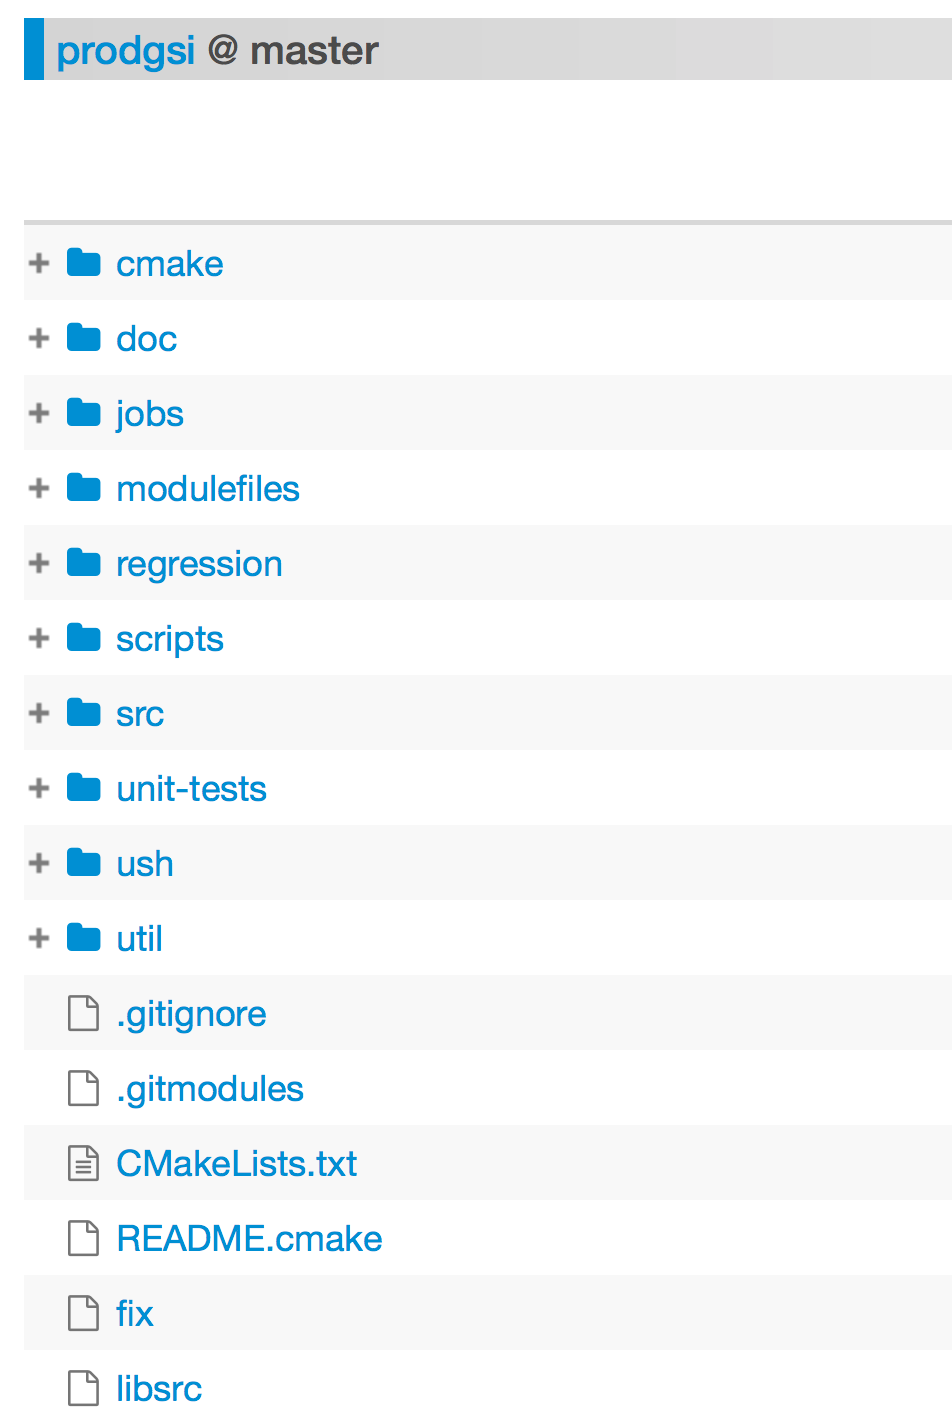 prodgsi @ master
cmake
doc
jobs
modulefiles
regression
scripts
src
unit-tests
ush
util
.gitignore
.gitmodules
CMakeLists.txt
README.cmake
fix
libsrc